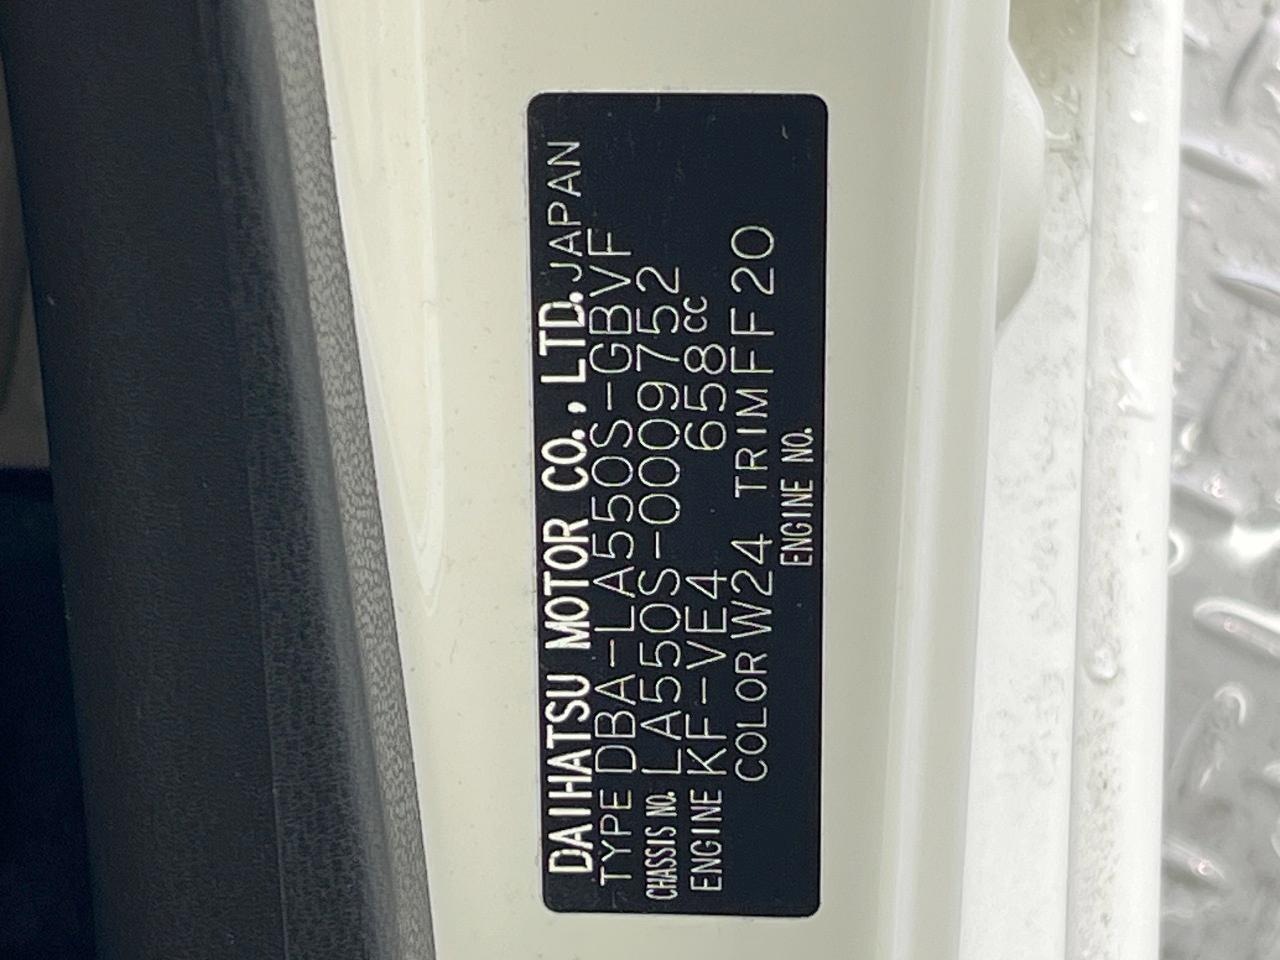 DAIHATSU MOTOR CO., LTD. JAPAN
TYPE DBA-LA550S-GBVF
CHASSIS NO. LA550S-0009752
ENGINE KF-VE4 658cc
COLOR W24 TRIM FF20
ENGINE NO.